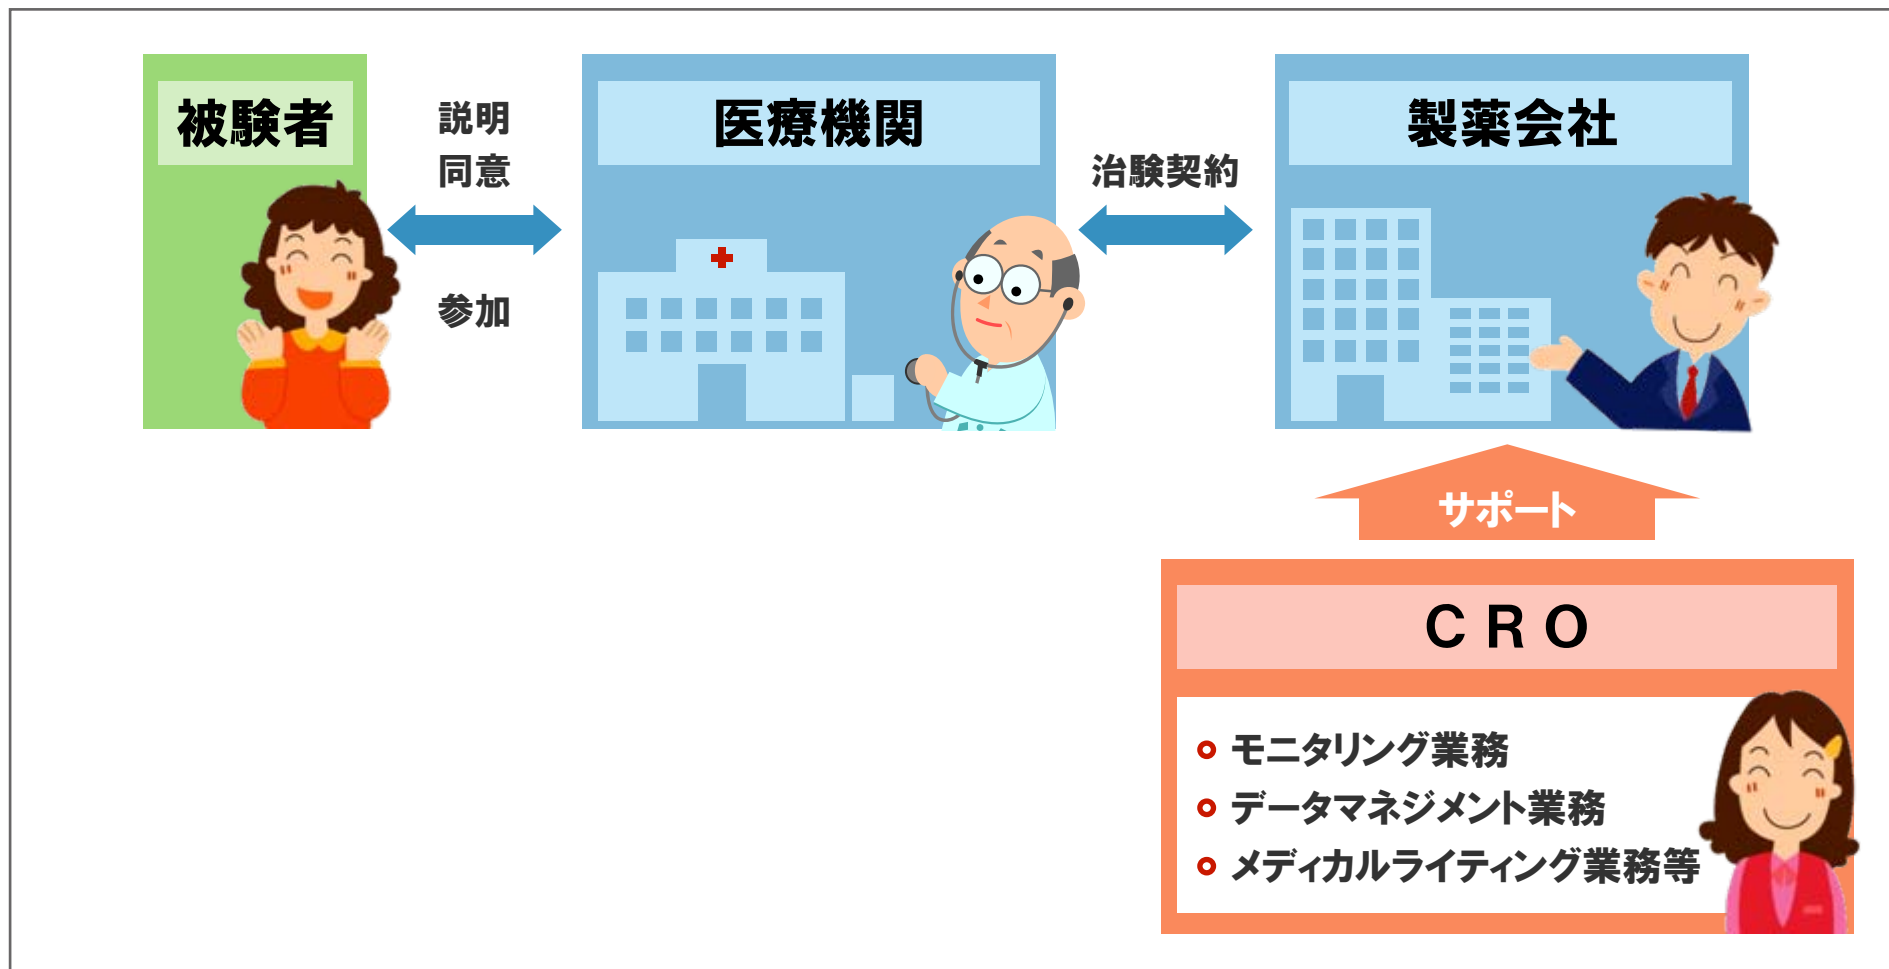 被験者
説明
同意
参加
医療機関
治験契約
製薬会社
サポート
ＣＲＯ
モニタリング業務
データマネジメント業務
メディカルライティング業務等